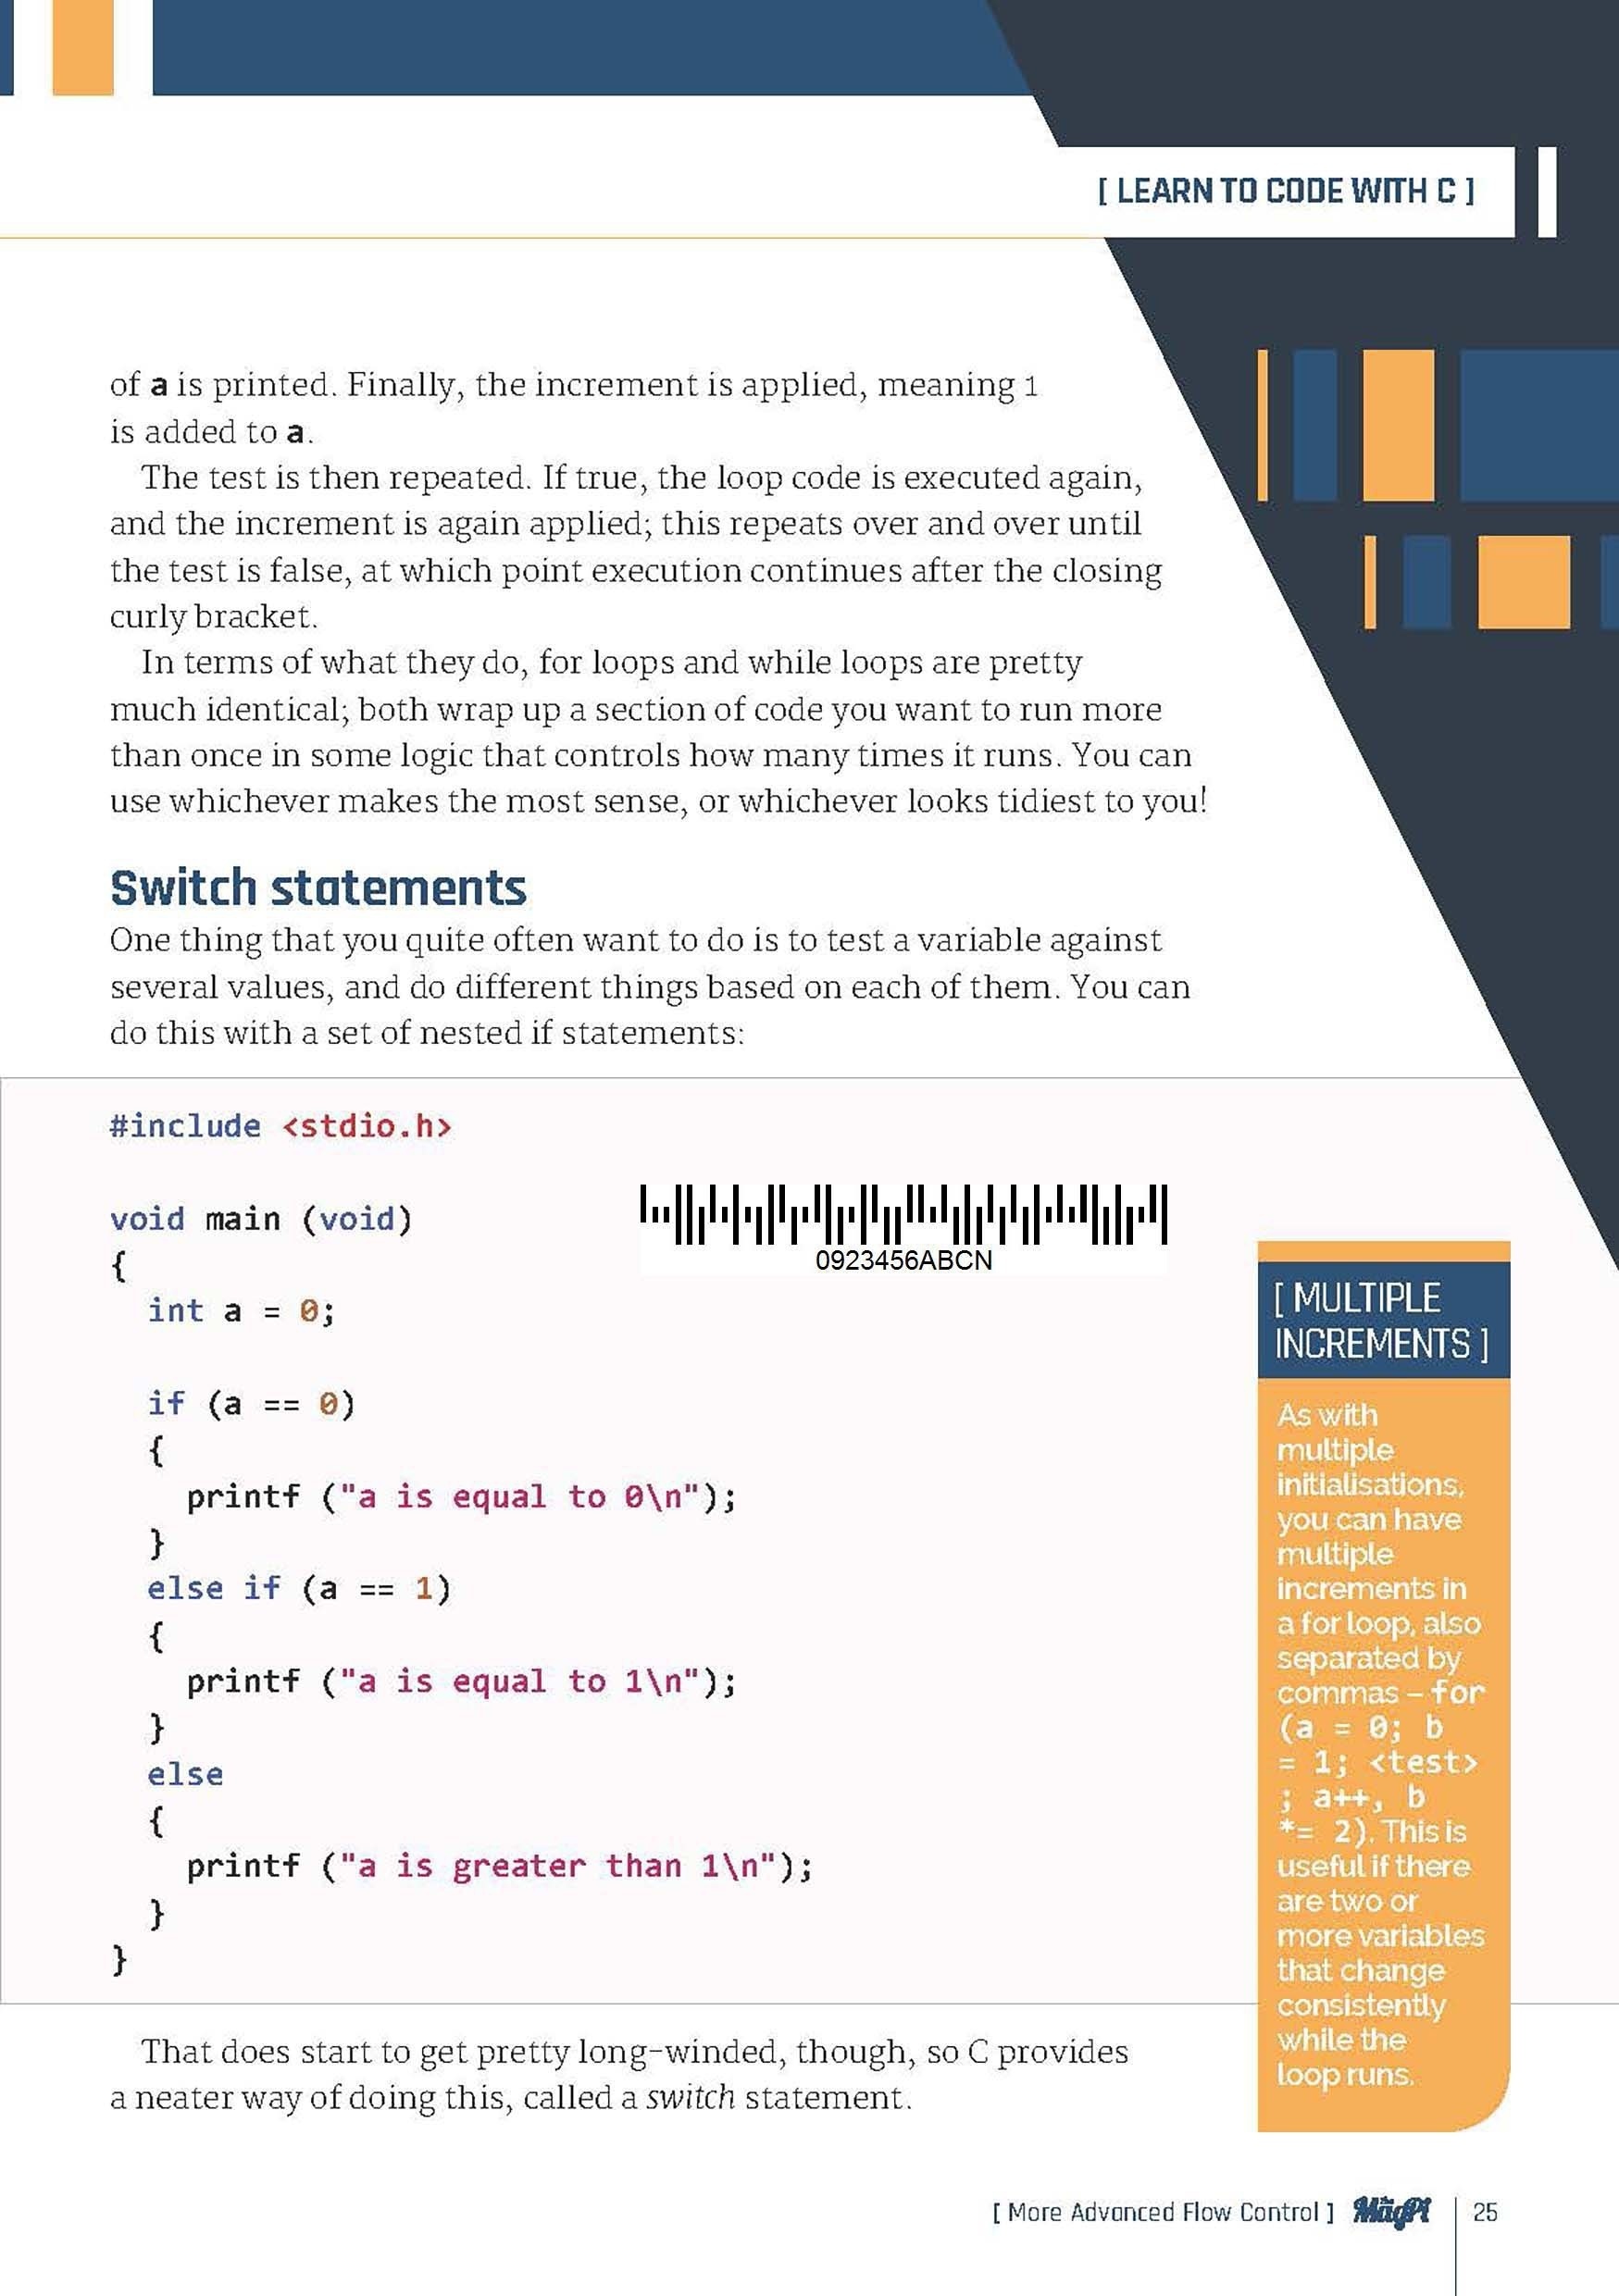 [ LEARN TO CODE WITH C ]
of a is printed. Finally, the increment is applied, meaning 1
is added to a.
The test is then repeated. If true, the loop code is executed again,
and the increment is again applied; this repeats over and over until
the test is false, at which point execution continues after the closing
curly bracket.
In terms of what they do, for loops and while loops are pretty
much identical; both wrap up a section of code you want to run more
than once in some logic that controls how many times it runs. You can
use whichever makes the most sense, or whichever looks tidiest to you!
Switch statements
One thing that you quite often want to do is to test a variable against
several values, and do different things based on each of them. You can
do this with a set of nested if statements:
#include <stdio.h>
void main (void)
{
int a = 0;
if (a == 0)
{
printf ("a is equal to 0\n");
}
else if (a == 1)
{
printf ("a is equal to 1\n");
}
else
{
printf ("a is greater than 1\n");
}
}
0923456ABCN
[ MULTIPLE
INCREMENTS ]
As with
multiple
initialisations,
you can have
multiple
increments in
a for loop, also
separated by
commas – for
(a = 0; b
= 1; <test>
; a++, b
*= 2). This is
useful if there
are two or
more variables
that change
consistently
while the
loop runs.
That does start to get pretty long-winded, though, so C provides
a neater way of doing this, called a switch statement.
[ More Advanced Flow Control ] The MagPi 25